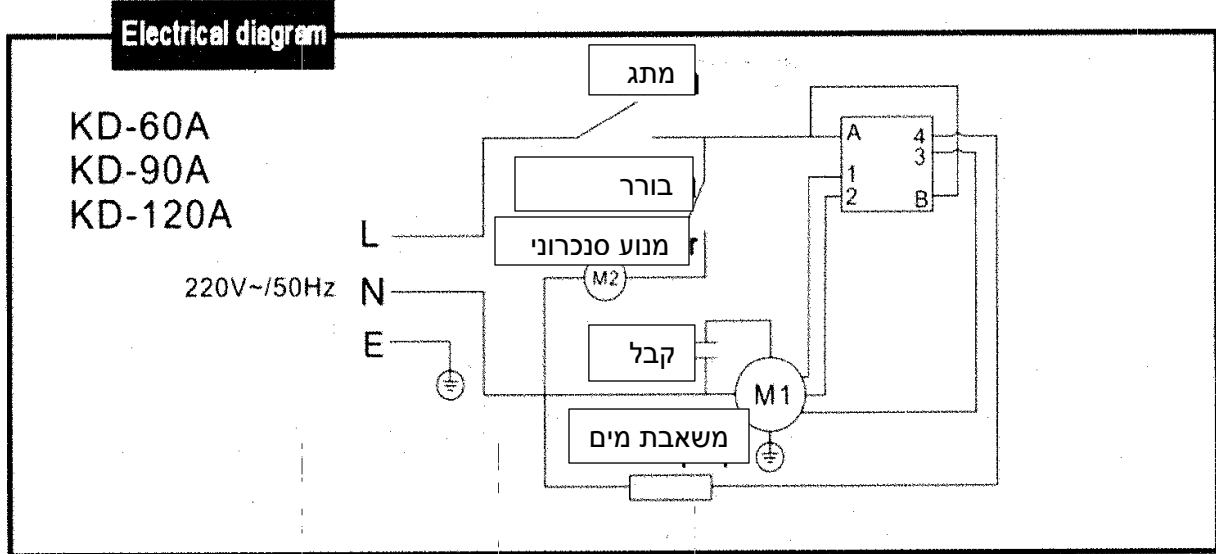 Electrical diagram
מתג
KD-60A
KD-90A
KD-120A
A
4
3
1
2
B
בורר
L
מנוע סנכרוני
r
M2
220V~/50Hz
N
קבל
E
M1
משאבת מים